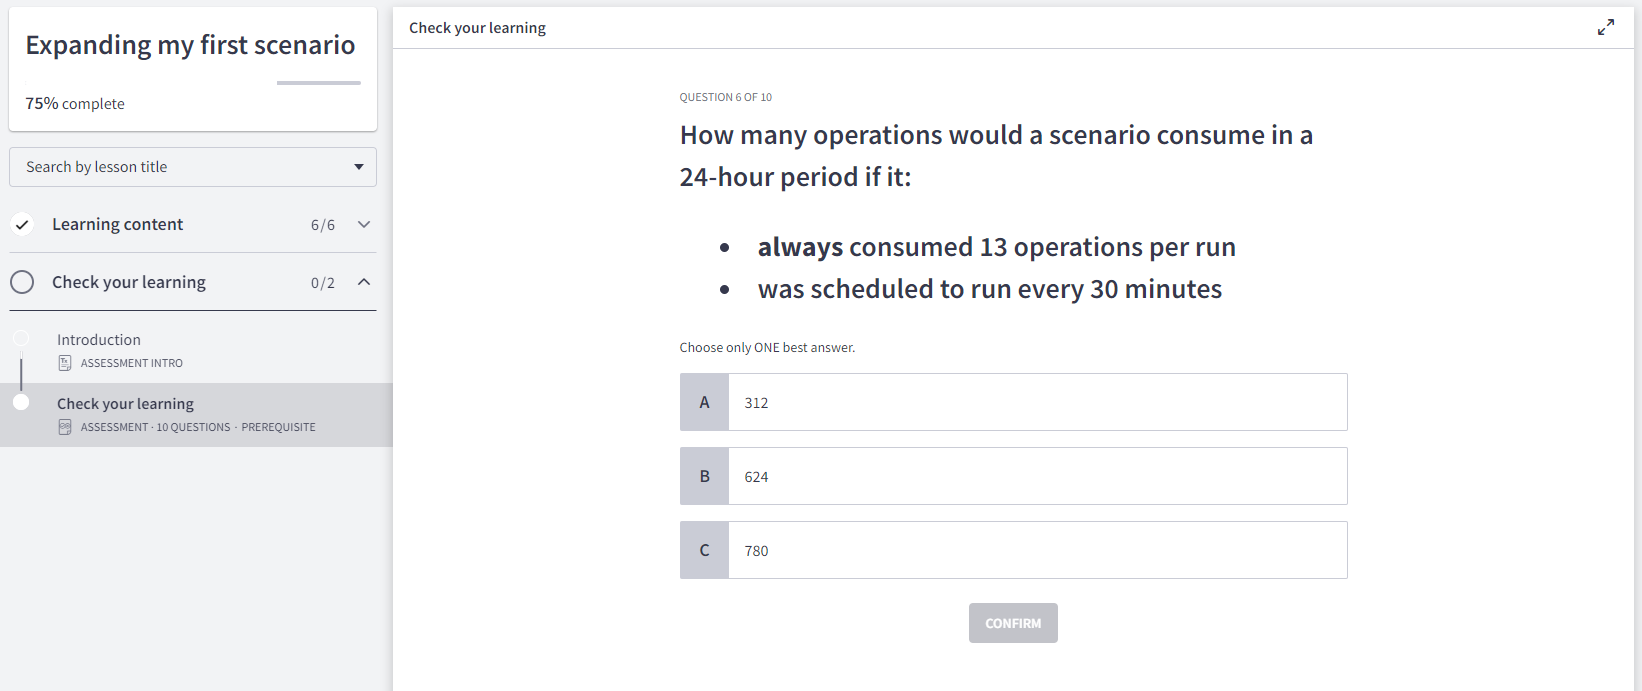 Expanding my first scenario
75% complete
Search by lesson title
Learning content 6/6
Check your learning 0/2
Introduction
ASSESSMENT INTRO
Check your learning
ASSESSMENT · 10 QUESTIONS · PREREQUISITE
Check your learning
QUESTION 6 OF 10
How many operations would a scenario consume in a
24-hour period if it:
• always consumed 13 operations per run
• was scheduled to run every 30 minutes
Choose only ONE best answer.
A 312
B 624
C 780
CONFIRM